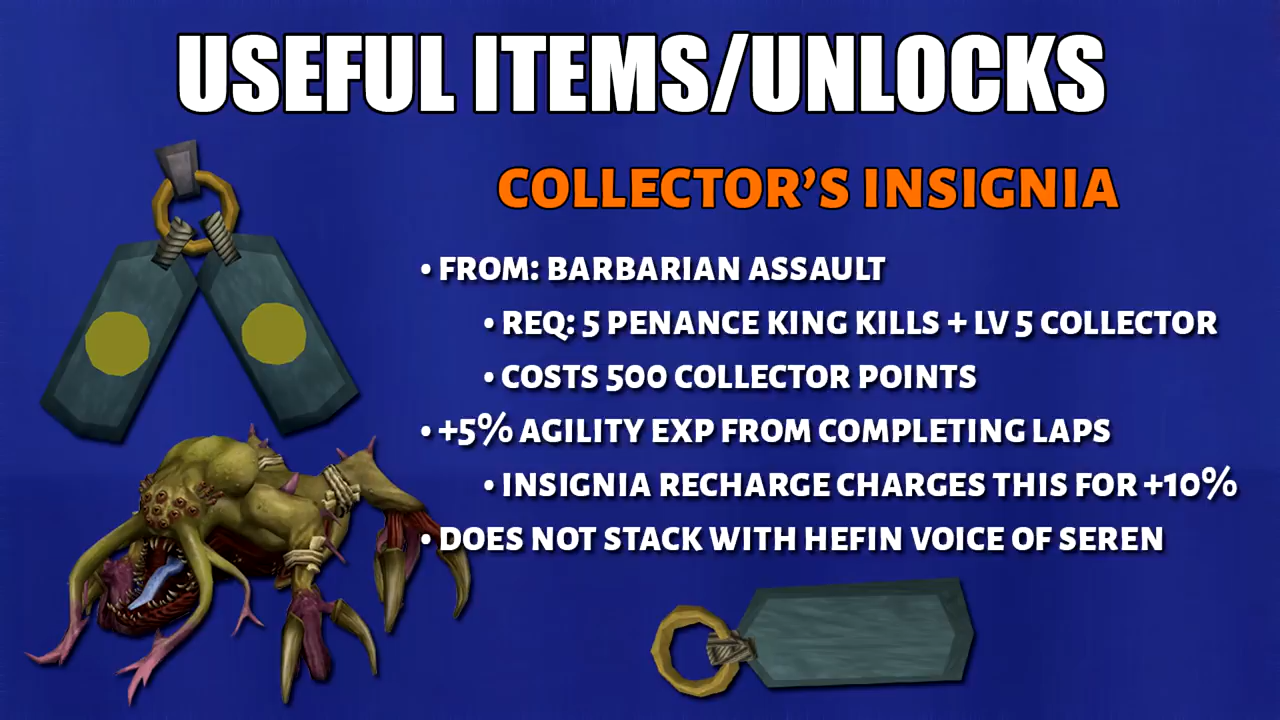 USEFUL ITEMS/UNLOCKS
COLLECTOR'S INSIGNIA
• FROM: BARBARIAN ASSAULT
• REQ: 5 PENANCE KING KILLS + LV 5 COLLECTOR
• COSTS 500 COLLECTOR POINTS
• +5% AGILITY EXP FROM COMPLETING LAPS
• INSIGNIA RECHARGE CHARGES THIS FOR +10%
• DOES NOT STACK WITH HEFIN VOICE OF SEREN